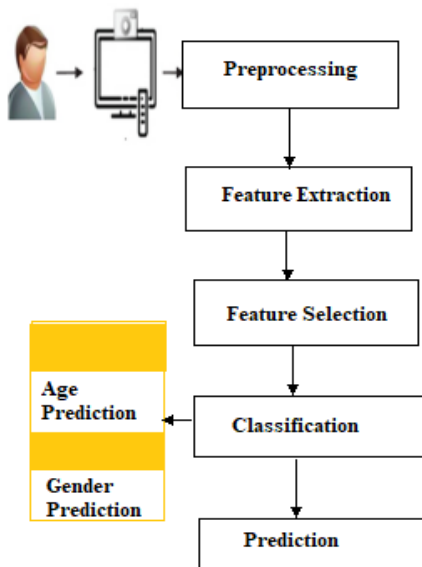 Preprocessing
Feature Extraction
Feature Selection
Age
Prediction
Classification
Gender
Prediction
Prediction